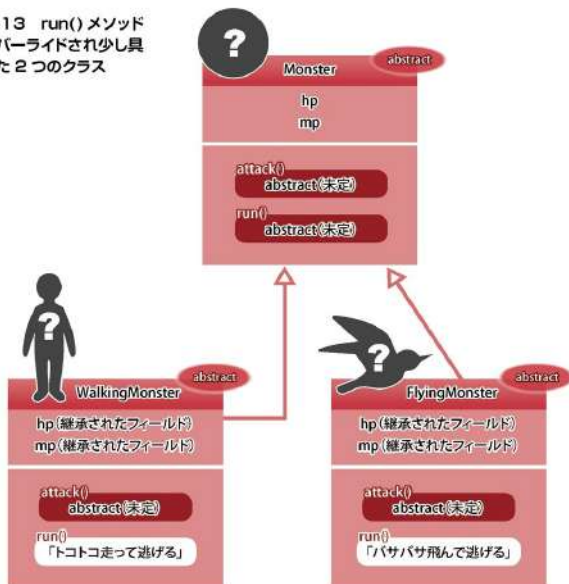 13 run()メソッド
バーライドされ少し具
た2つのクラス
?
Monster
abstract
hp
mp
attack()
abstract(未定)
run()
abstract(未定)
?
WalkingMonster
abstract
hp(継承されたフィールド)
mp(継承されたフィールド)
attack()
abstract(未定)
run()
「トコトコ走って逃げる」
?
FlyingMonster
abstract
hp(継承されたフィールド)
mp(継承されたフィールド)
attack()
abstract(未定)
run()
「バサバサ飛んで逃げる」